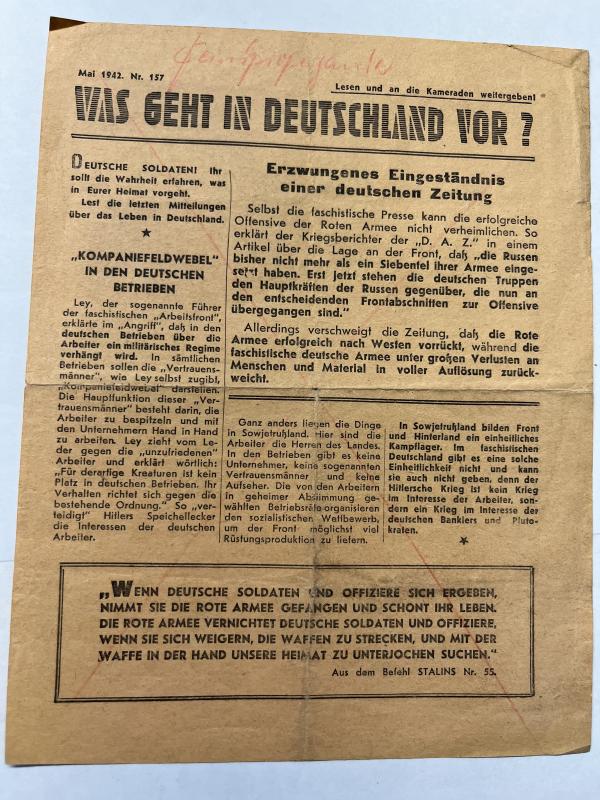 Feindpropaganda
Mai 1942. Nr. 157
Lesen und an die Kameraden weitergeben!
WAS GEHT IN DEUTSCHLAND VOR ?
DEUTSCHE SOLDATEN! Ihr
sollt die Wahrheit erfahren, was
in Eurer Heimat vorgeht.
Lest die letzten Mitteilungen
über das Leben in Deutschland.
★
„KOMPANIEFELDWEBEL"
IN DEN DEUTSCHEN
BETRIEBEN
Ley, der sogenannte Führer
der faschistischen „Arbeitsfront",
erklärte im „Angriff", daß in den
deutschen Betrieben über die
Arbeiter ein militärisches Regime
verhängt wird. In sämtlichen
Betrieben sollen die „Vertrauens-
männer", wie Ley selbst zugibt,
„Kompaniefeldwebel" darstellen.
Die Hauptfunktion dieser „Ver-
trauensmänner" besteht darin, die
Arbeiter zu bespitzeln und mit
den Unternehmern Hand in Hand
zu arbeiten. Ley zieht vom Le-
der gegen die „unzufriedenen"
Arbeiter und erklärt wörtlich:
„Für derartige Kreaturen ist kein
Platz in deutschen Betrieben. Ihr
Verhalten richtet sich gegen die
bestehende Ordnung." So „ver-
teidigt" Hitlers Speichellecker
die Interessen der deutschen
Arbeiter.
Erzwungenes Eingeständnis
einer deutschen Zeitung
Selbst die faschistische Presse kann die erfolgreiche
Offensive der Roten Armee nicht verheimlichen. So
erklärt der Kriegsberichter der „D. A. Z." in einem
Artikel über die Lage an der Front, daß „die Russen
bisher nicht mehr als ein Siebentel ihrer Armee einge-
setzt haben. Erst jetzt stehen die deutschen Truppen
den Hauptkräften der Russen gegenüber, die nun an
den entscheidenden Frontabschnitten zur Offensive
übergegangen sind."
Allerdings verschweigt die Zeitung, daß die Rote
Armee erfolgreich nach Westen vorrückt, während die
faschistische deutsche Armee unter großen Verlusten an
Menschen und Material in voller Auflösung zurück-
weicht.
Ganz anders liegen die Dinge
in Sowjetrußland. Hier sind die
Arbeiter die Herren des Landes.
In den Betrieben gibt es keine
Unternehmer, keine sogenannten
Vertrauensmänner und keine
Aufseher. Die von den Arbeitern
in geheimer Abstimmung ge-
wählten Betriebsräte organisieren
den sozialistischen Wettbewerb,
um der Front möglichst viel
Rüstungsproduktion zu liefern.
In Sowjetrußland bilden Front
und Hinterland ein einheitliches
Kampflager. Im faschistischen
Deutschland gibt es eine solche
Einheitlichkeit nicht und kann
sie auch nicht geben, denn der
Hitlersche Krieg ist kein Krieg
im Interesse der Arbeiter, son-
dern ein Krieg im Interesse der
deutschen Bankiers und Pluto-
kraten.
★
„WENN DEUTSCHE SOLDATEN UND OFFIZIERE SICH ERGEBEN,
NIMMT SIE DIE ROTE ARMEE GEFANGEN UND SCHONT IHR LEBEN.
DIE ROTE ARMEE VERNICHTET DEUTSCHE SOLDATEN UND OFFIZIERE,
WENN SIE SICH WEIGERN, DIE WAFFEN ZU STRECKEN, UND MIT DER
WAFFE IN DER HAND UNSERE HEIMAT ZU UNTERJOCHEN SUCHEN."
Aus dem Befehl STALINS Nr. 55.